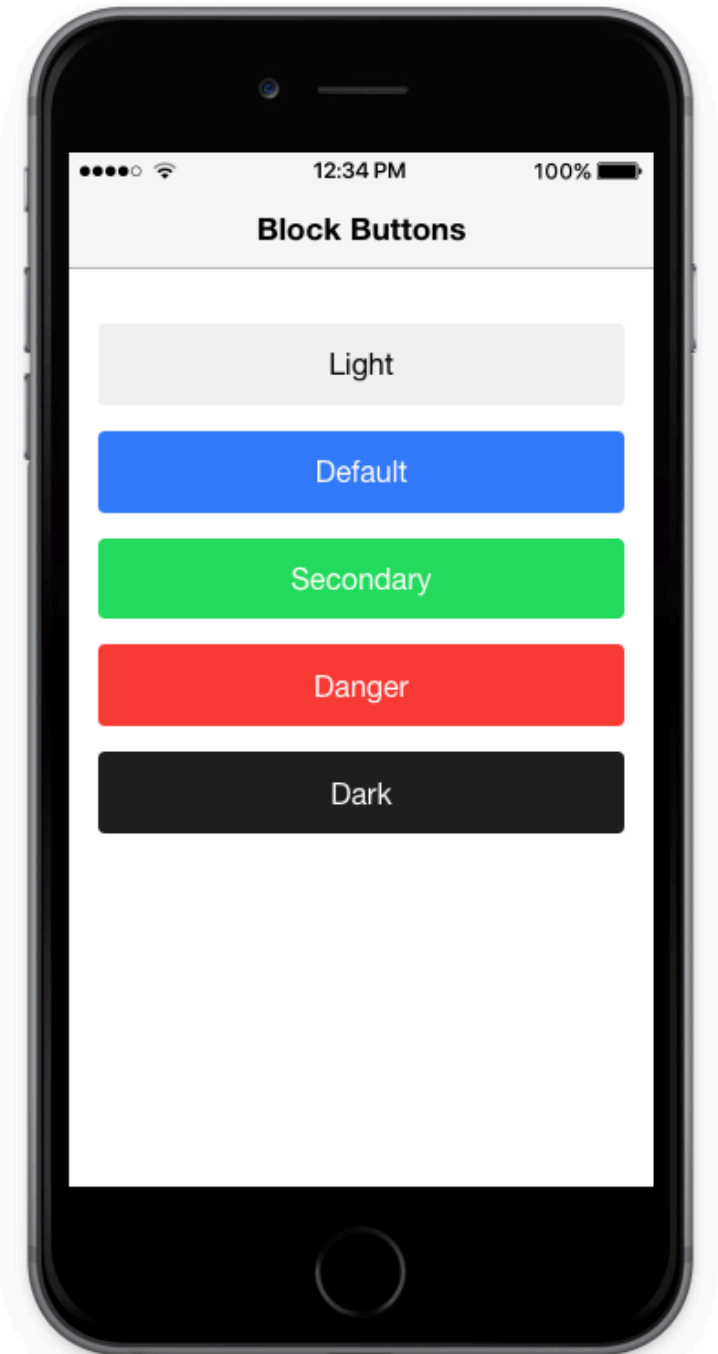 12:34 PM 100%
Block Buttons
Light
Default
Secondary
Danger
Dark